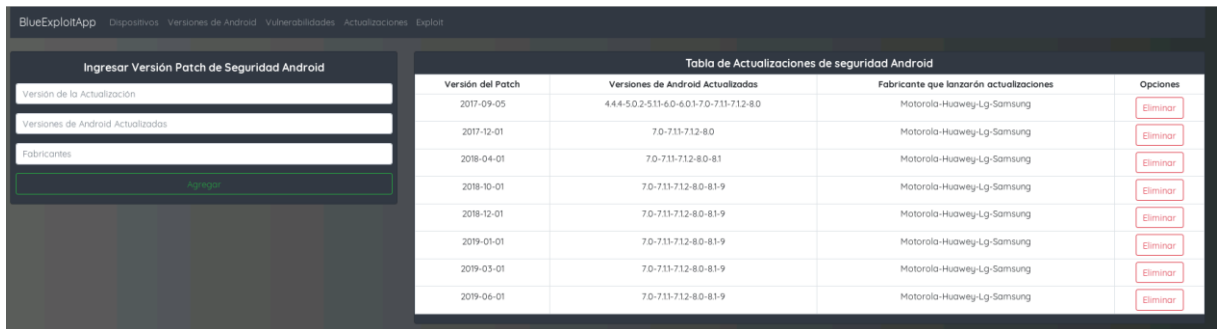 BlueExploitApp Dispositivos Versiones de Android Vulnerabilidades Actualizaciones Exploit
Ingresar Versión Patch de Seguridad Android
Versión de la Actualización
Versiones de Android Actualizadas
Fabricantes
Agregar
Tabla de Actualizaciones de seguridad Android
Versión del Patch Versiones de Android Actualizadas Fabricante que lanzarón actualizaciones Opciones
2017-09-05 4.4.4-5.0.2-5.1.1-6.0-6.0.1-7.0-7.1.1-7.1.2-8.0 Motorola-Huawey-Lg-Samsung Eliminar
2017-12-01 7.0-7.1.1-7.1.2-8.0 Motorola-Huawey-Lg-Samsung Eliminar
2018-04-01 7.0-7.1.1-7.1.2-8.0-8.1 Motorola-Huawey-Lg-Samsung Eliminar
2018-10-01 7.0-7.1.1-7.1.2-8.0-8.1-9 Motorola-Huawey-Lg-Samsung Eliminar
2018-12-01 7.0-7.1.1-7.1.2-8.0-8.1-9 Motorola-Huawey-Lg-Samsung Eliminar
2019-01-01 7.0-7.1.1-7.1.2-8.0-8.1-9 Motorola-Huawey-Lg-Samsung Eliminar
2019-03-01 7.0-7.1.1-7.1.2-8.0-8.1-9 Motorola-Huawey-Lg-Samsung Eliminar
2019-06-01 7.0-7.1.1-7.1.2-8.0-8.1-9 Motorola-Huawey-Lg-Samsung Eliminar